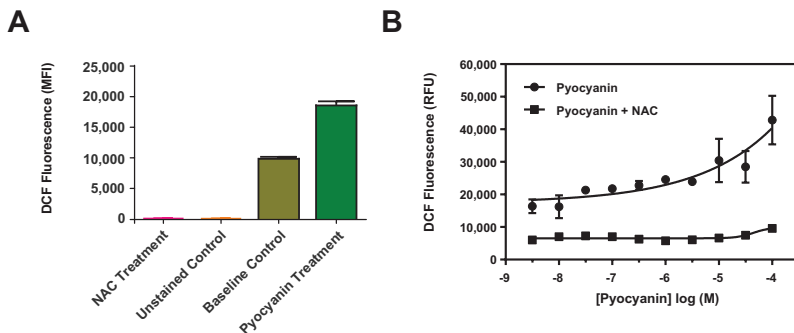 A
DCF Fluorescence (MFI)
25,000
20,000
15,000
10,000
5,000
0
NAC Treatment
Unstained Control
Baseline Control
Pyocyanin Treatment
B
DCF Fluorescence (RFU)
60,000
50,000
40,000
30,000
20,000
10,000
0
Pyocyanin
Pyocyanin + NAC
-9 -8 -7 -6 -5 -4
[Pyocyanin] log (M)